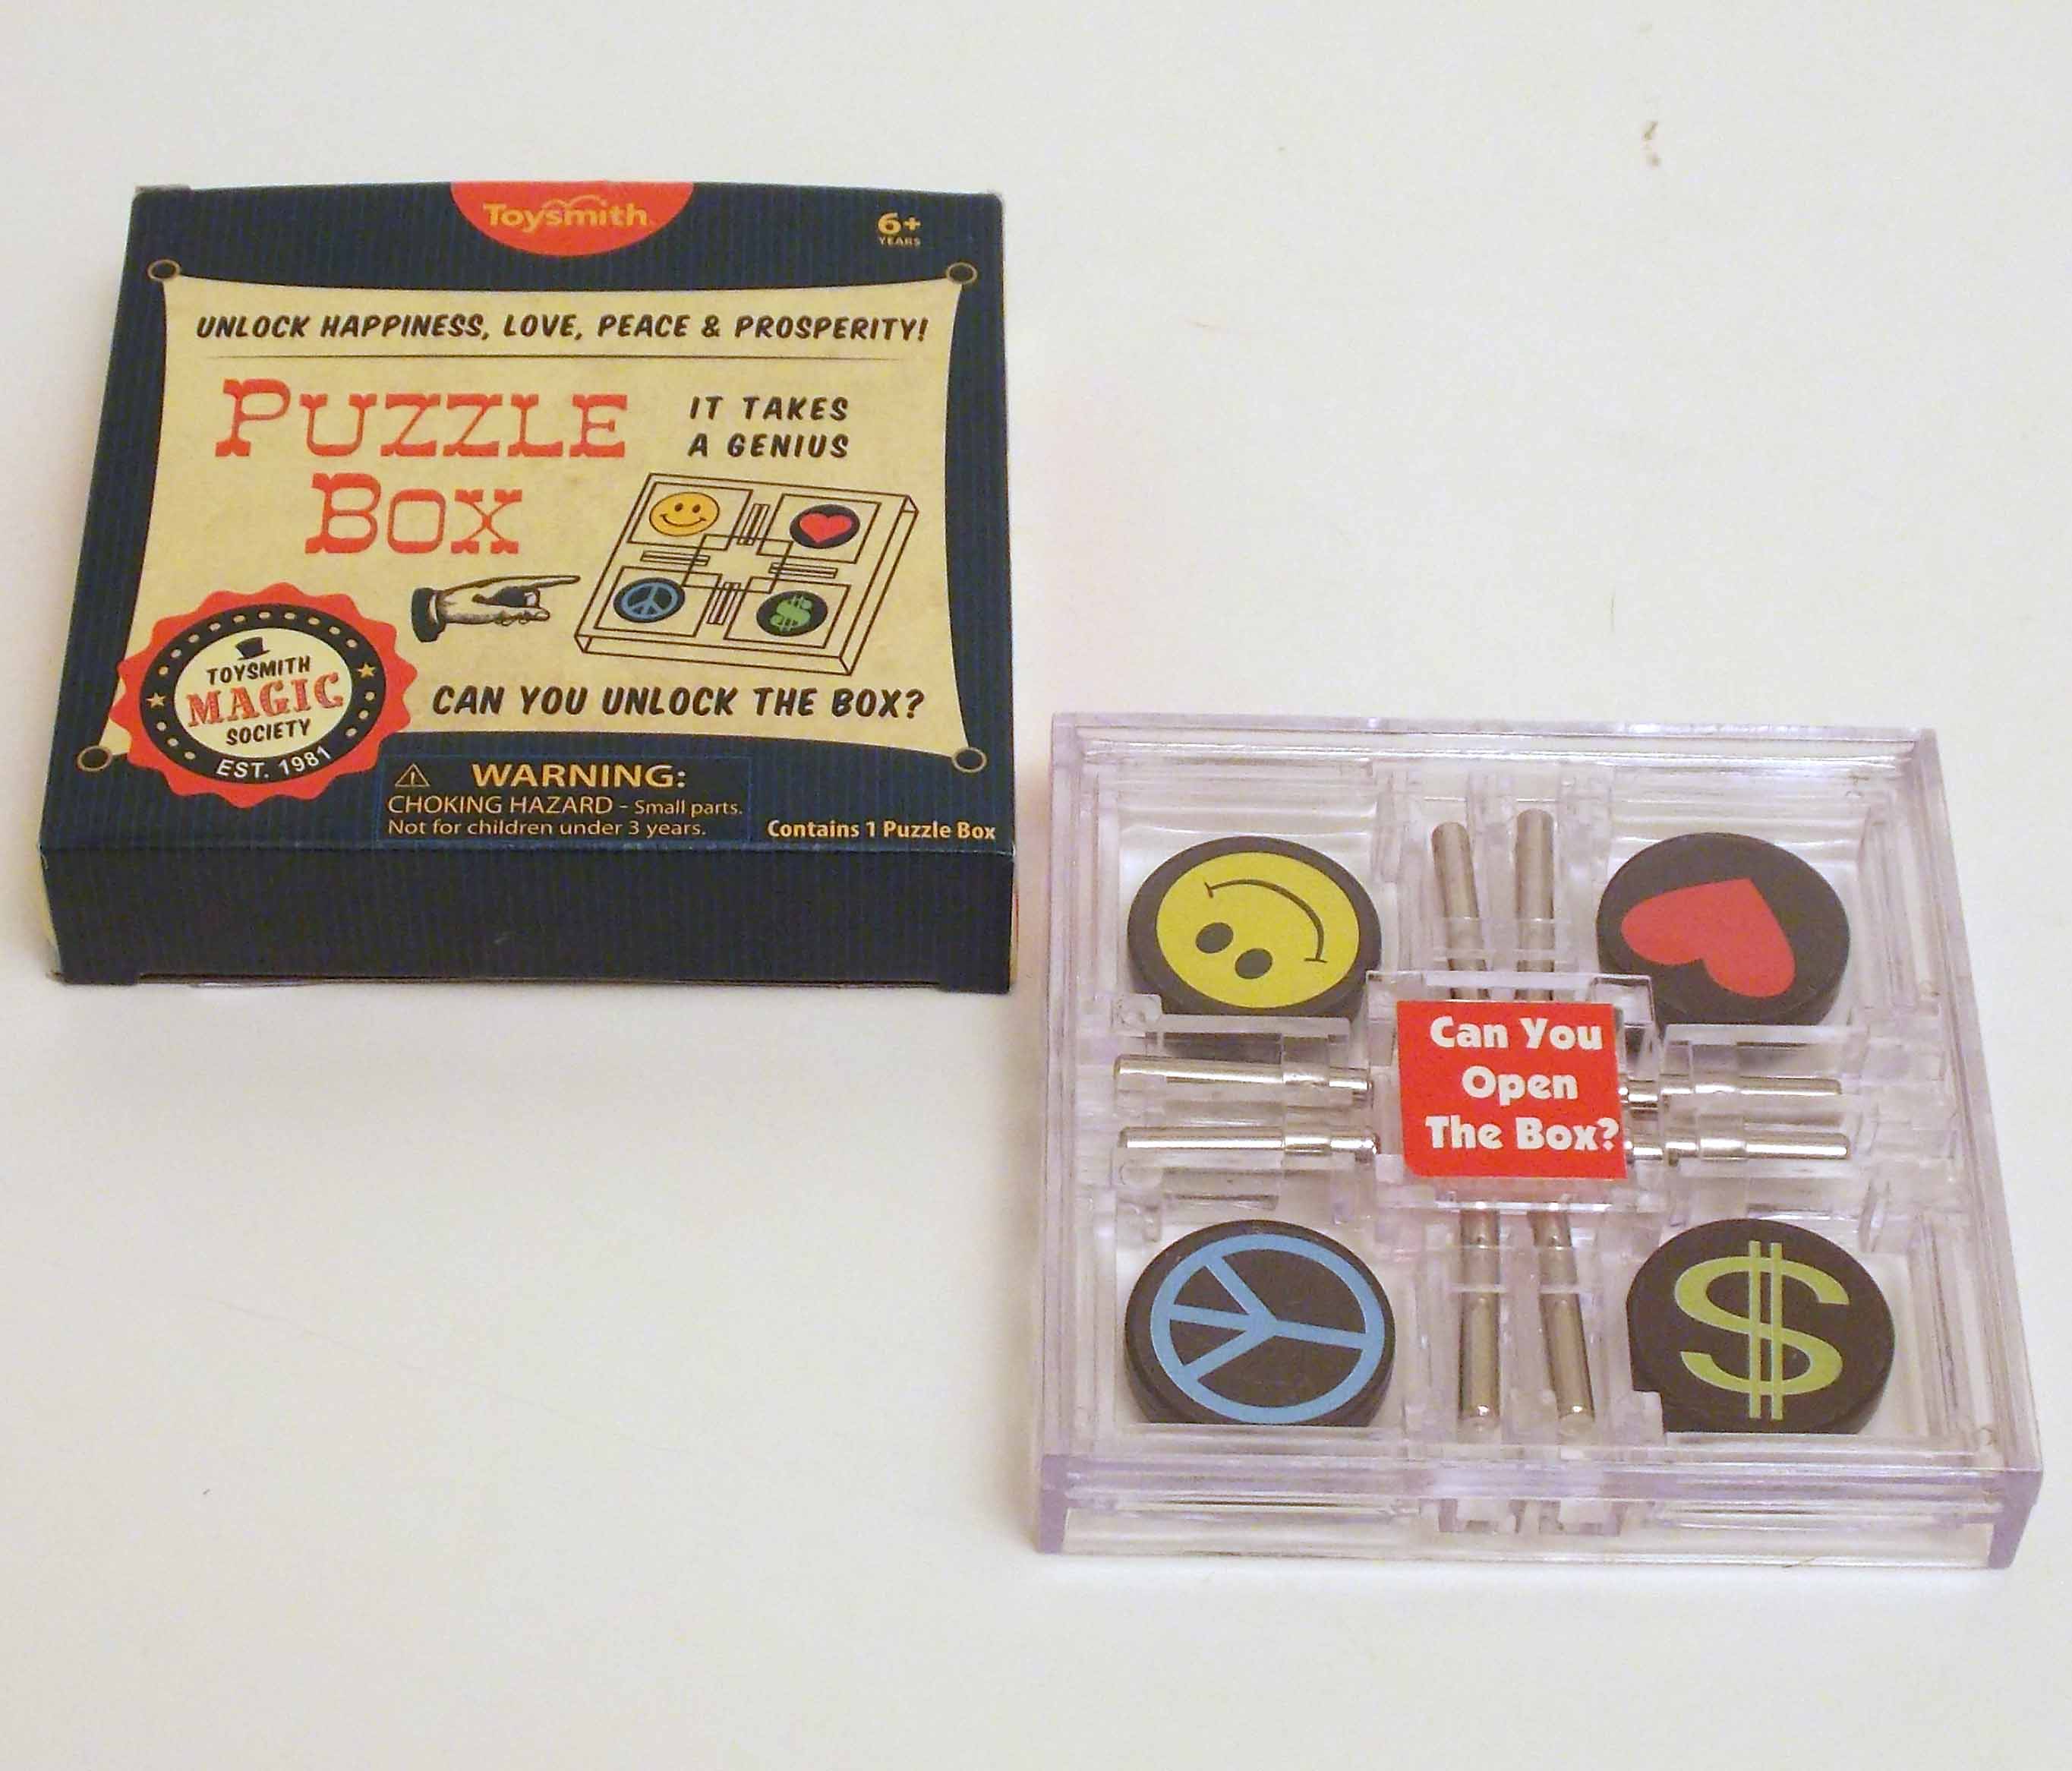 Toysmith
6+
YEARS
UNLOCK HAPPINESS, LOVE, PEACE & PROSPERITY!
PUZZLE
BOX
IT TAKES
A GENIUS
TOYSMITH
MAGIC
SOCIETY
EST. 1981
CAN YOU UNLOCK THE BOX?
WARNING:
CHOKING HAZARD - Small parts.
Not for children under 3 years.
Contains 1 Puzzle Box
Can You
Open
The Box?